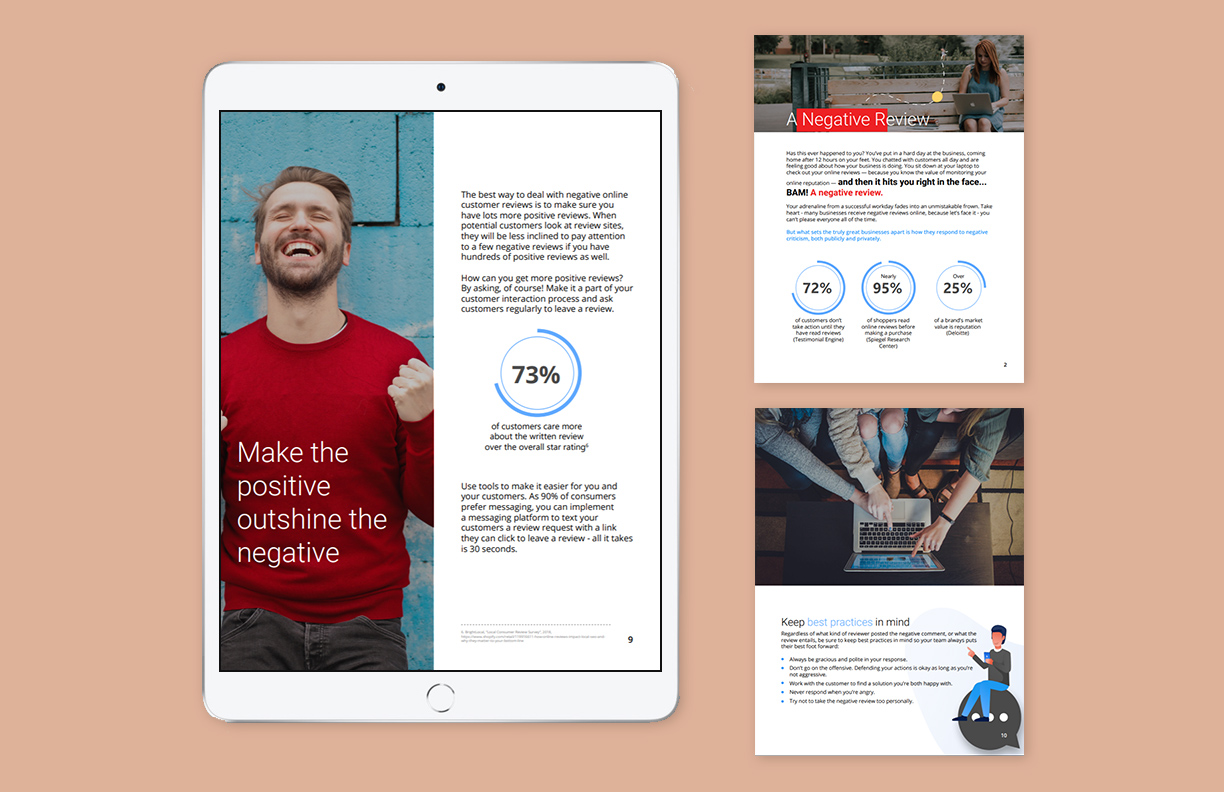 Make the
positive
outshine the
negative
The best way to deal with negative online
customer reviews is to make sure you
have lots more positive reviews. When
potential customers look at review sites,
they will be less inclined to pay attention
to a few negative reviews if you have
hundreds of positive reviews as well.
How can you get more positive reviews?
By asking, of course! Make it a part of your
customer interaction process and ask
customers regularly to leave a review.
73%
of customers care more
about the written review
over the overall star rating⁶
Use tools to make it easier for you and
your customers. As 90% of consumers
prefer messaging, you can implement
a messaging platform to text your
customers a review request with a link
they can click to leave a review - all it takes
is 30 seconds.
9
A Negative Review
Has this ever happened to you? You've put in a hard day at the business, coming
home after 12 hours on your feet. You chatted with customers all day and are
feeling good about how your business is doing. You sit down at your laptop to
check out your online reviews — because you know the value of monitoring your
online reputation — and then it hits you right in the face...
BAM! A negative review.
Your adrenaline from a successful workday fades into an unmistakable frown. Take
heart - many businesses receive negative reviews online, because let's face it - you
can't please everyone all of the time.
But what sets the truly great businesses apart is how they respond to negative
criticism, both publicly and privately.
72%
of customers don't
take action until they
have read reviews
(Testimonial Engine)
Nearly
95%
of shoppers read
online reviews before
making a purchase
(Spiegel Research
Center)
Over
25%
of a brand's market
value is reputation
(Deloitte)
2
Keep best practices in mind
Regardless of what kind of reviewer posted the negative comment, or what the
review entails, be sure to keep best practices in mind so your team always puts
their best foot forward:
• Always be gracious and polite in your response.
• Don't go on the offensive. Defending your actions is okay as long as you're
not aggressive.
• Work with the customer to find a solution you're both happy with.
• Never respond when you're angry.
• Try not to take the negative review too personally.
10